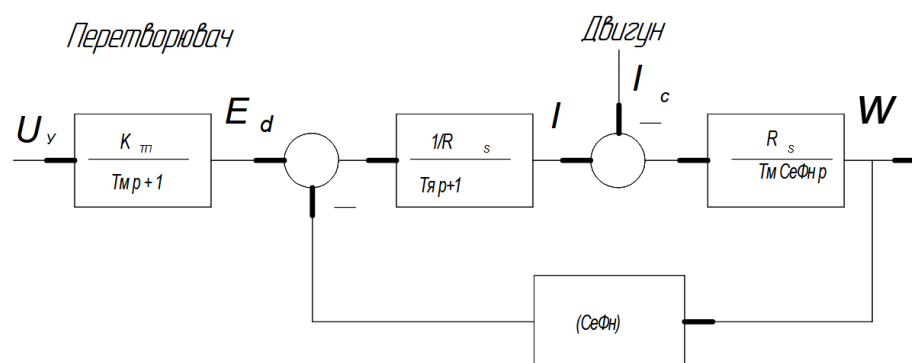 Перетворювач
Двигун
U у
K тп
Tм p + 1
E d
1/R s
Tя p+1
I
I c
R s
Tм CeФн p
W
(CeФн)